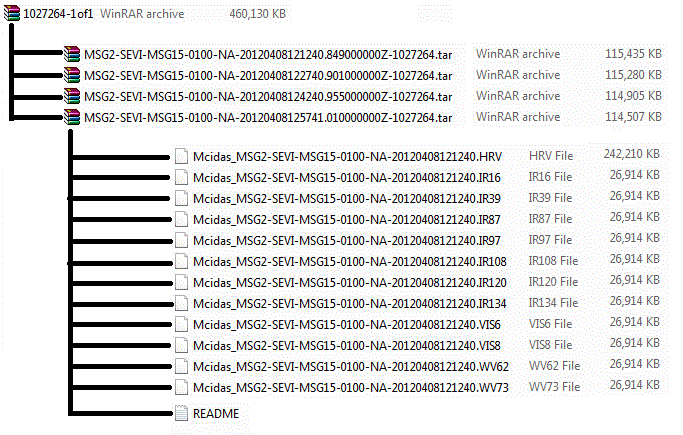 1027264-1of1 WinRAR archive 460,130 KB
MSG2-SEVI-MSG15-0100-NA-20120408121240.849000000Z-1027264.tar WinRAR archive 115,435 KB
MSG2-SEVI-MSG15-0100-NA-20120408122740.901000000Z-1027264.tar WinRAR archive 115,280 KB
MSG2-SEVI-MSG15-0100-NA-20120408124240.955000000Z-1027264.tar WinRAR archive 114,905 KB
MSG2-SEVI-MSG15-0100-NA-20120408125741.010000000Z-1027264.tar WinRAR archive 114,507 KB
Mcidas_MSG2-SEVI-MSG15-0100-NA-20120408121240.HRV HRV File 242,210 KB
Mcidas_MSG2-SEVI-MSG15-0100-NA-20120408121240.IR16 IR16 File 26,914 KB
Mcidas_MSG2-SEVI-MSG15-0100-NA-20120408121240.IR39 IR39 File 26,914 KB
Mcidas_MSG2-SEVI-MSG15-0100-NA-20120408121240.IR87 IR87 File 26,914 KB
Mcidas_MSG2-SEVI-MSG15-0100-NA-20120408121240.IR97 IR97 File 26,914 KB
Mcidas_MSG2-SEVI-MSG15-0100-NA-20120408121240.IR108 IR108 File 26,914 KB
Mcidas_MSG2-SEVI-MSG15-0100-NA-20120408121240.IR120 IR120 File 26,914 KB
Mcidas_MSG2-SEVI-MSG15-0100-NA-20120408121240.IR134 IR134 File 26,914 KB
Mcidas_MSG2-SEVI-MSG15-0100-NA-20120408121240.VIS6 VIS6 File 26,914 KB
Mcidas_MSG2-SEVI-MSG15-0100-NA-20120408121240.VIS8 VIS8 File 26,914 KB
Mcidas_MSG2-SEVI-MSG15-0100-NA-20120408121240.WV62 WV62 File 26,914 KB
Mcidas_MSG2-SEVI-MSG15-0100-NA-20120408121240.WV73 WV73 File 26,914 KB
README